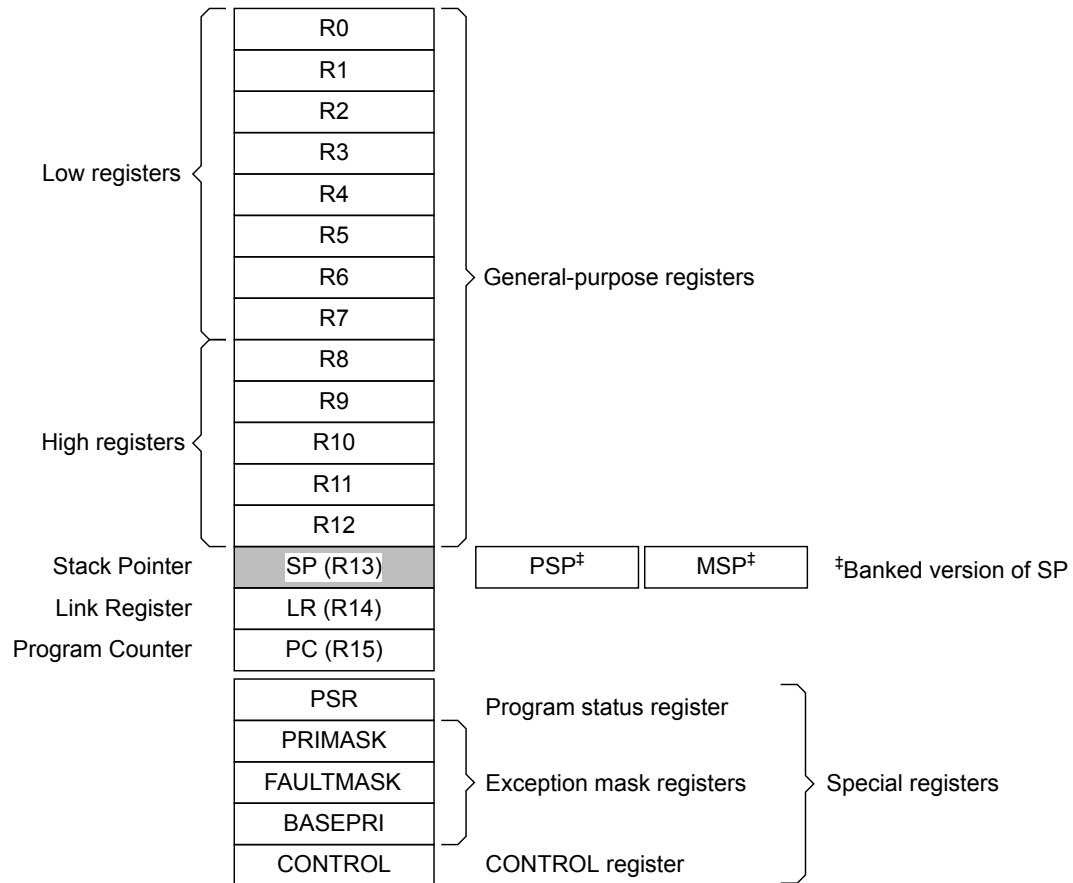 R0
R1
R2
R3
Low registers
R4
R5
R6
General-purpose registers
R7
R8
R9
High registers
R10
R11
R12
Stack Pointer
SP (R13)
PSP‡
MSP‡
‡Banked version of SP
Link Register
LR (R14)
Program Counter
PC (R15)
PSR
Program status register
PRIMASK
FAULTMASK
Exception mask registers
Special registers
BASEPRI
CONTROL
CONTROL register